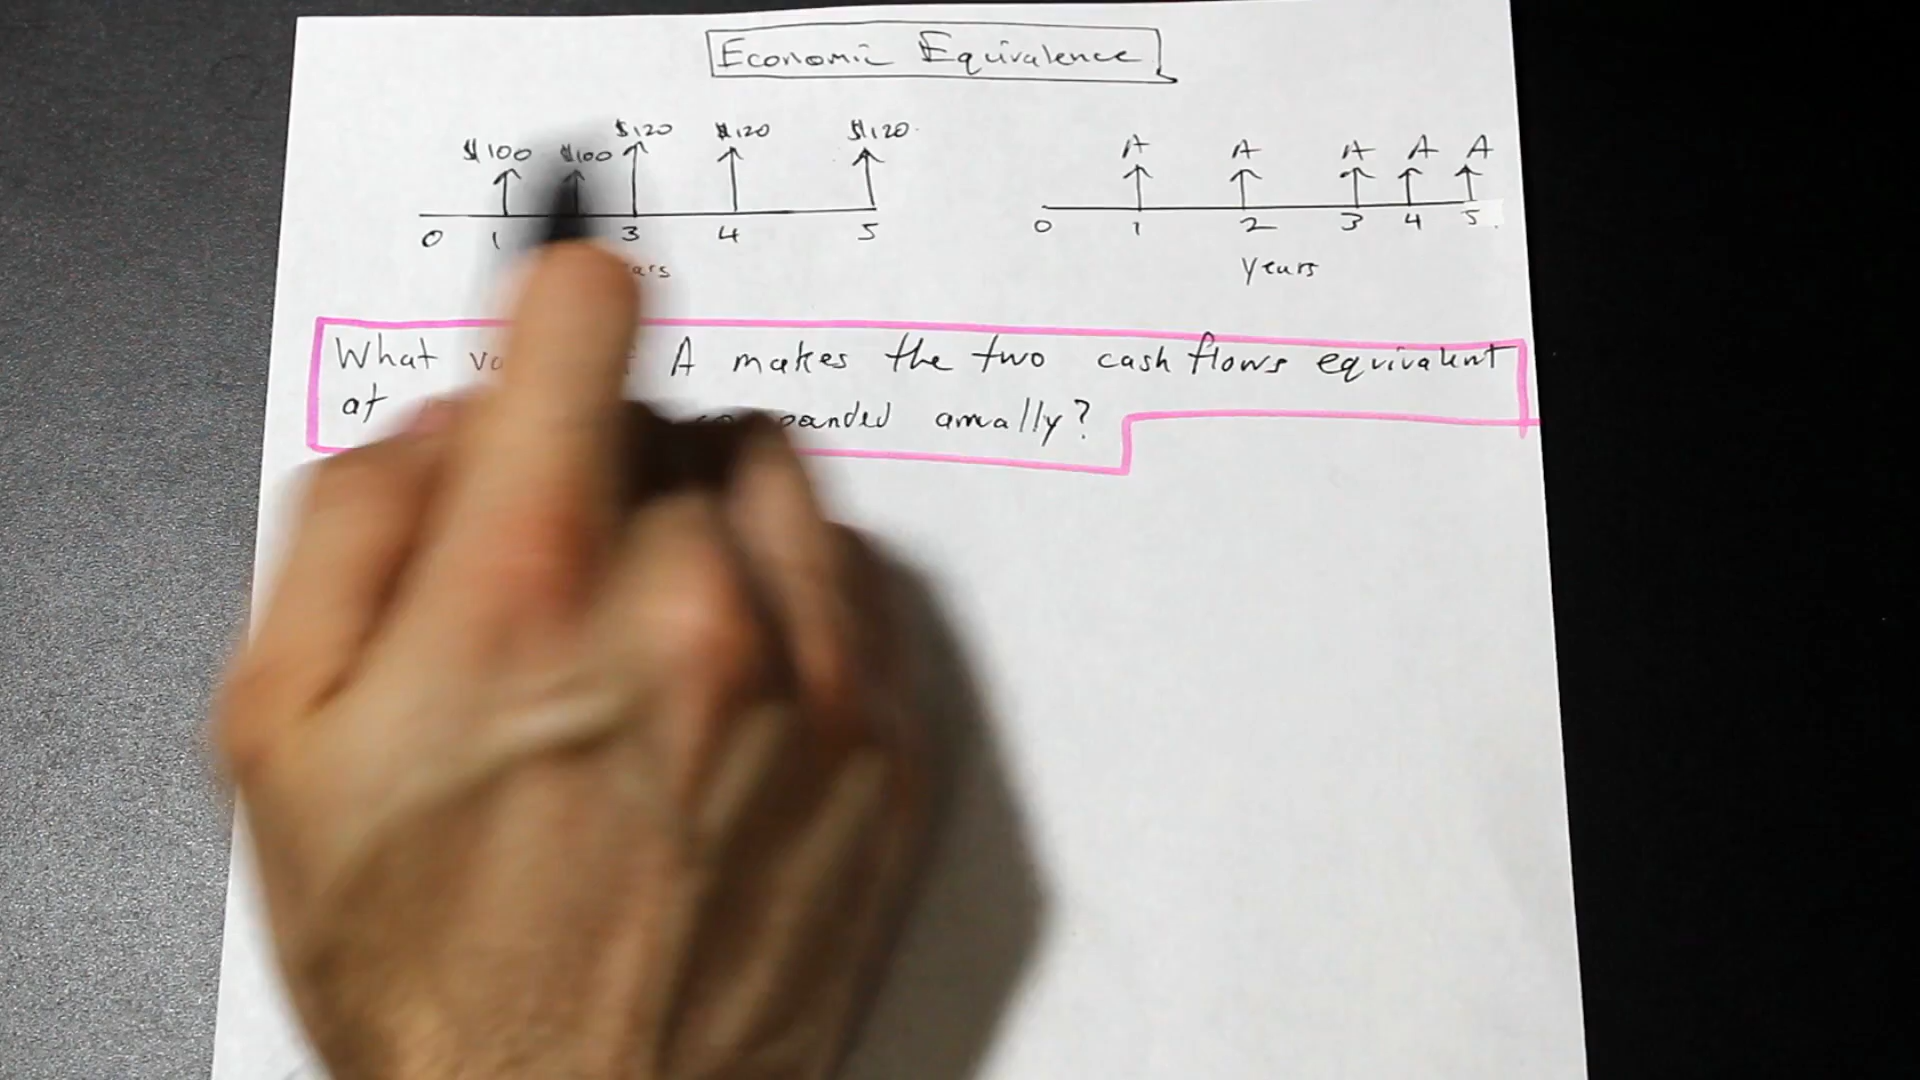 Economic Equivalence
$100 $100 $120 $120 $120
0 1 3 4 5
A A A A A
0 1 2 3 4 5
years
What A makes the two cash flows equivalent
at anually?